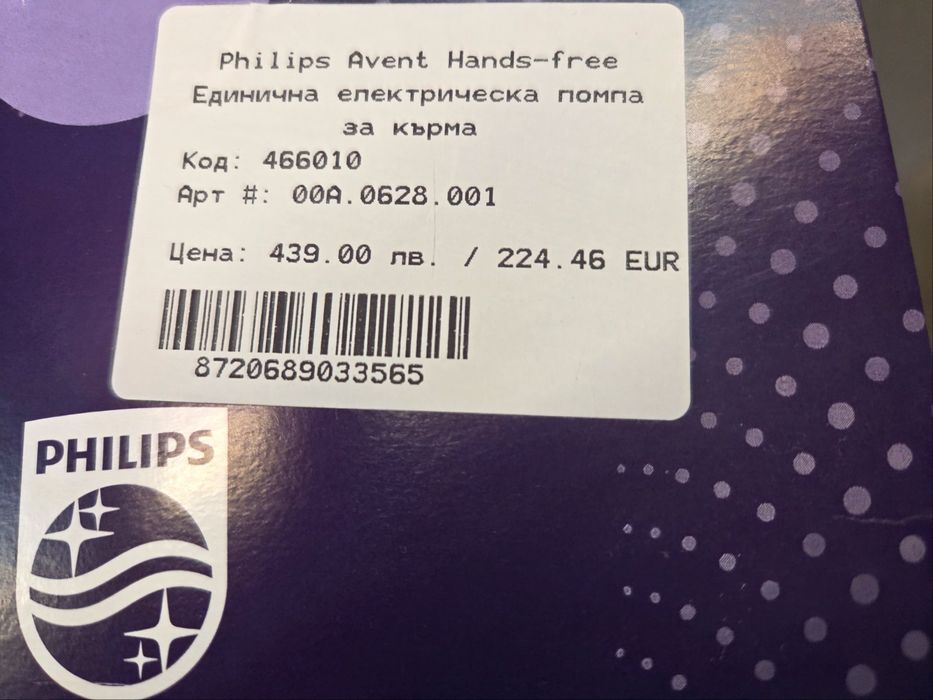 Philips Avent Hands-free
Единична електрическа помпа
за кърма
Код: 466010
Арт #: 00A.0628.001
Цена: 439.00 лв. / 224.46 EUR
8720689033565
PHILIPS